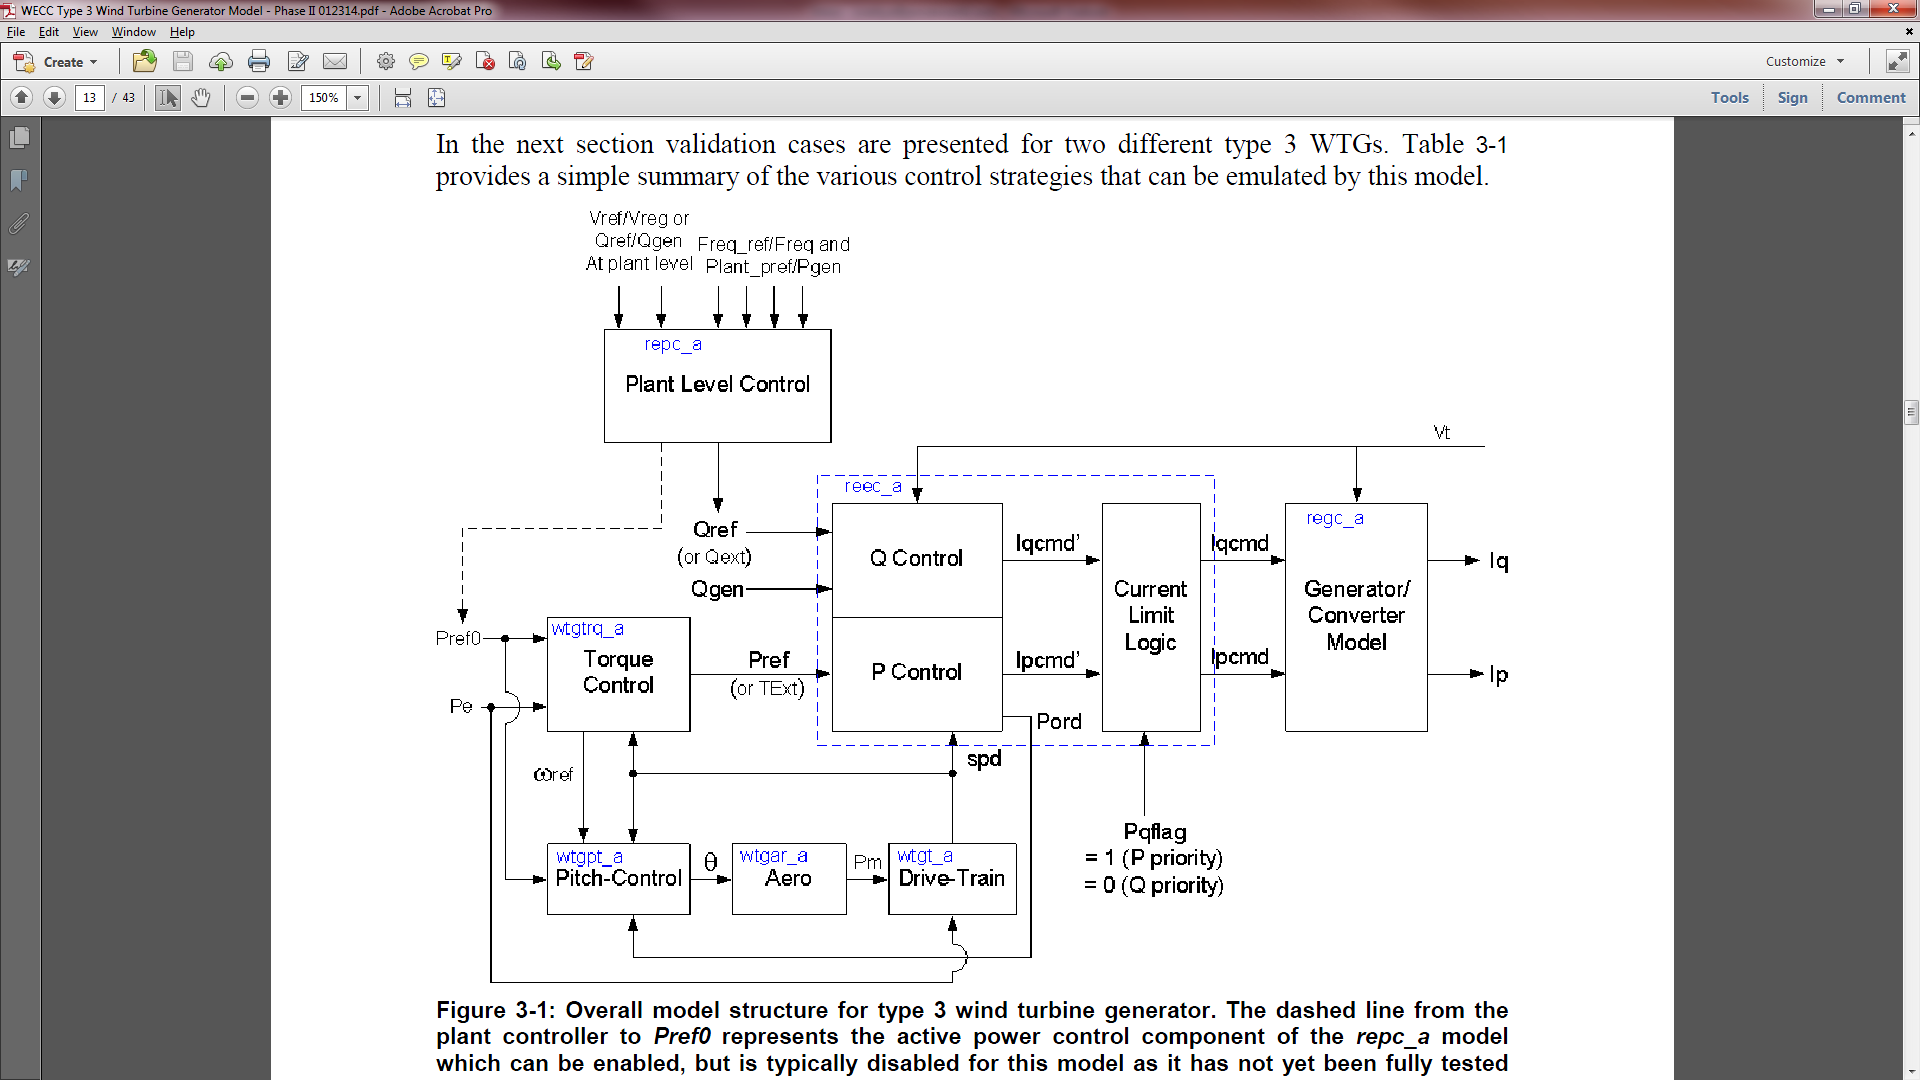 WECC Type 3 Wind Turbine Generator Model - Phase II 012314.pdf - Adobe Acrobat Pro
File Edit View Window Help
Create
Customize
13 / 43
150%
Tools Sign Comment
In the next section validation cases are presented for two different type 3 WTGs. Table 3-1
provides a simple summary of the various control strategies that can be emulated by this model.
Vref/Vreg or
Qref/Qgen
At plant level
Freq_ref/Freq and
Plant_pref/Pgen
repc_a
Plant Level Control
Vt
reec_a
Qref
(or Qext)
Qgen
Q Control
Iqcmd'
Current
Limit
Logic
Iqcmd
regc_a
Generator/
Converter
Model
Iq
Pref0
wtgtrq_a
Torque
Control
Pref
(or TExt)
P Control
Ipcmd'
Ipcmd
Ip
Pe
Pord
ωref
spd
Pqflag
= 1 (P priority)
= 0 (Q priority)
wtgpt_a
Pitch-Control
θ
wtgar_a
Aero
Pm
wtgt_a
Drive-Train
Figure 3-1: Overall model structure for type 3 wind turbine generator. The dashed line from the
plant controller to Pref0 represents the active power control component of the repc_a model
which can be enabled, but is typically disabled for this model as it has not yet been fully tested